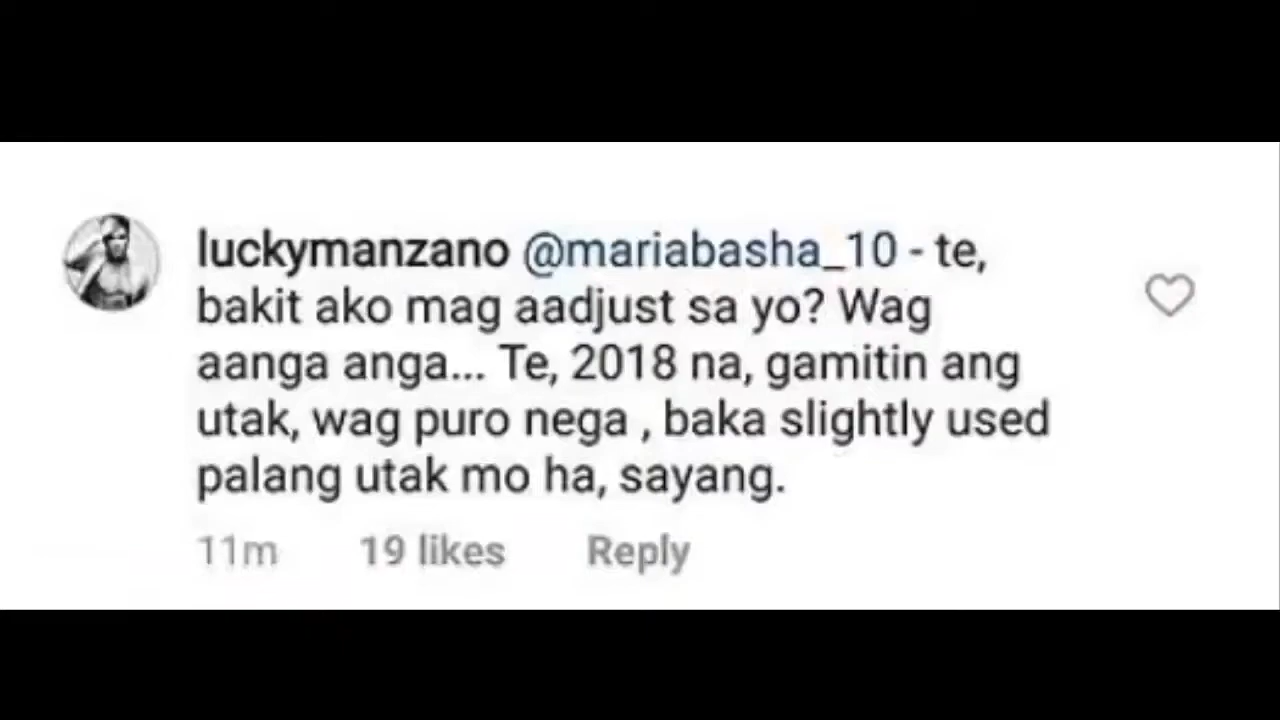 luckymanzano @mariabasha_10 - te,
bakit ako mag aadjust sa yo? Wag
aanga anga... Te, 2018 na, gamitin ang
utak, wag puro nega , baka slightly used
palang utak mo ha, sayang.
11m 19 likes Reply